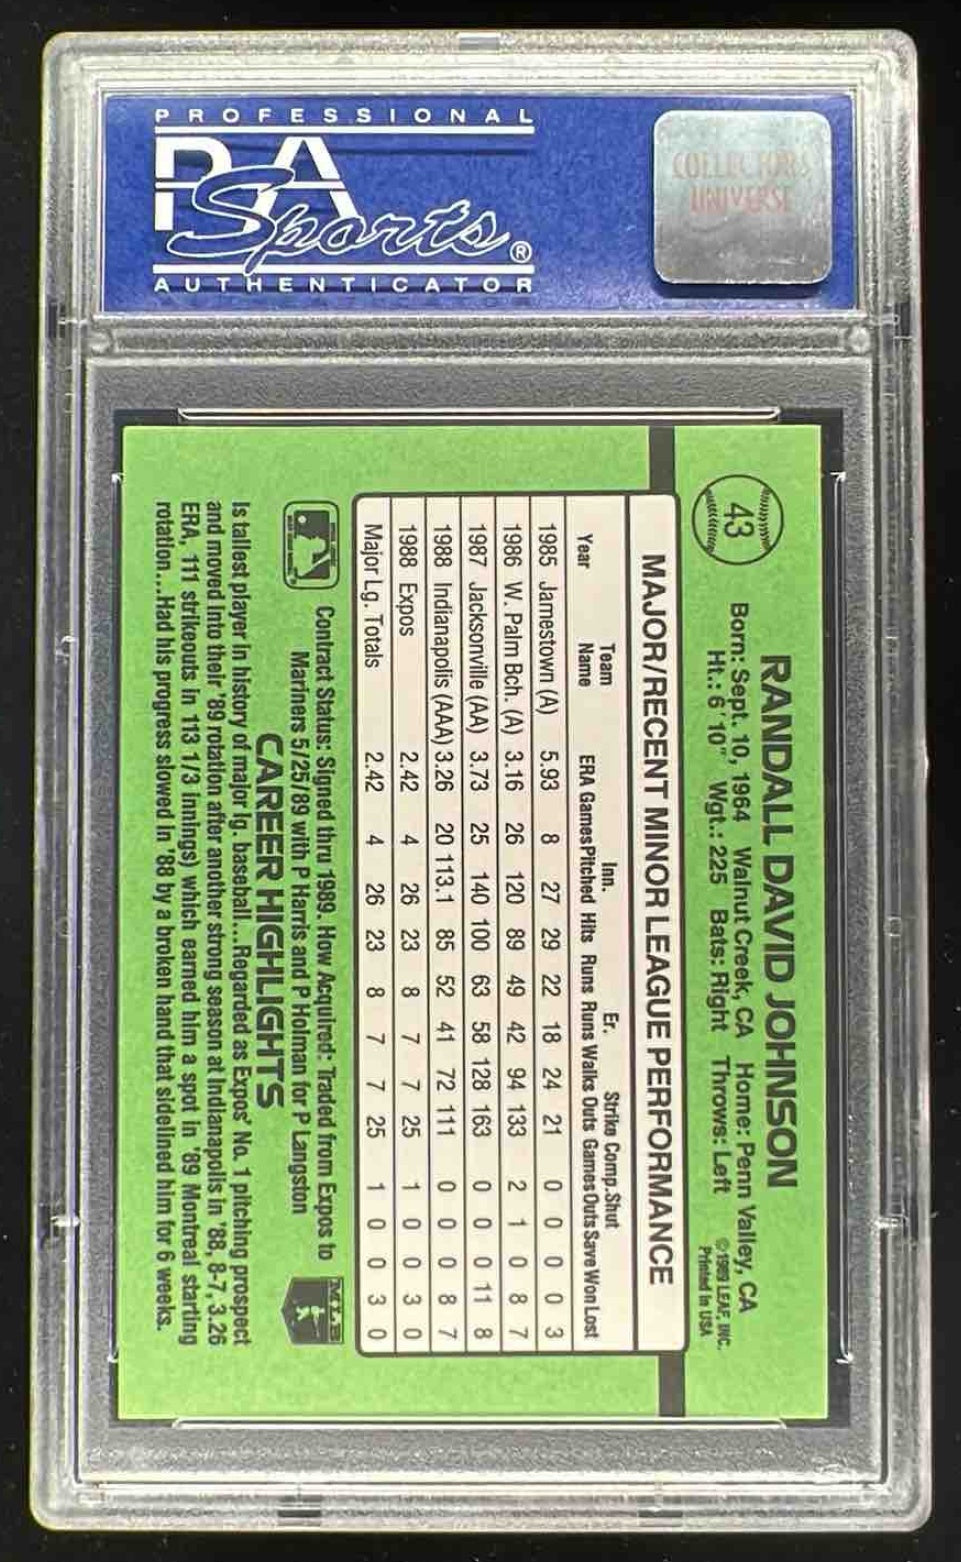 PROFESSIONAL
PSA
Sports®
AUTHENTICATOR
COLLECTORS
UNIVERSE
43
RANDALL DAVID JOHNSON
Born: Sept. 10, 1964 Walnut Creek, CA Home: Penn Valley, CA
Ht.: 6'10" Wgt.: 225 Bats: Right Throws: Left
©1989 LEAF, INC.
Printed in USA
MAJOR/RECENT MINOR LEAGUE PERFORMANCE
Team Inn. Er. Strike Comp. Shut
Year Name ERA Games Pitched Hits Runs Runs Walks Outs Games Outs Save Won Lost
1985 Jamestown (A) 5.93 8 27 29 22 18 24 21 0 0 0 0 3
1986 W. Palm Bch. (A) 3.16 26 120 89 49 42 94 133 2 1 0 8 7
1987 Jacksonville (AA) 3.73 25 140 100 63 58 128 163 0 0 0 11 8
1988 Indianapolis (AAA) 3.26 20 113.1 85 52 41 72 111 0 0 0 8 7
1988 Expos 2.42 4 26 23 8 7 7 25 1 0 0 3 0
Major Lg. Totals 2.42 4 26 23 8 7 7 25 1 0 0 3 0
Contract Status: Signed thru 1989. How Acquired: Traded from Expos to
Mariners 5/25/89 with P Harris and P Holman for P Langston
CAREER HIGHLIGHTS
Is tallest player in history of major lg. baseball...Regarded as Expos' No. 1 pitching prospect
and moved into their '89 rotation after another strong season at Indianapolis in '88, 8-7, 3.26
ERA, 111 strikeouts in 113 1/3 innings) which earned him a spot in '89 Montreal starting
rotation...Had his progress slowed in '88 by a broken hand that sidelined him for 6 weeks.